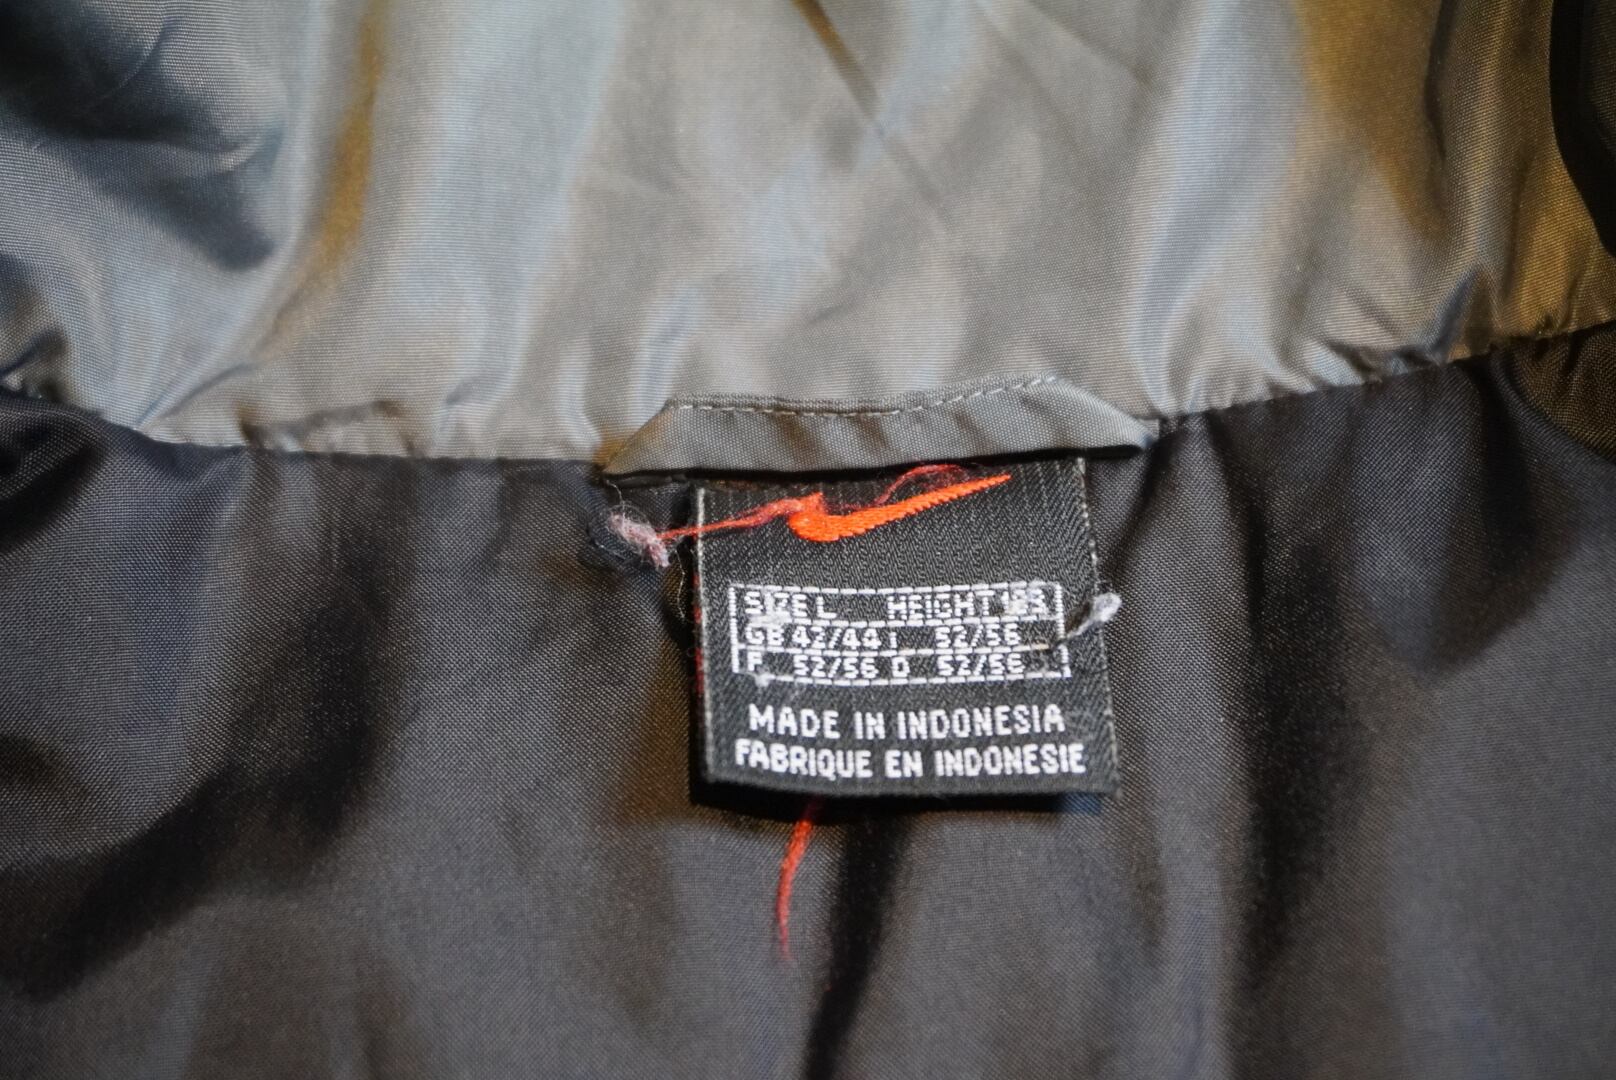 SIZE L HEIGHT
GB 42/44 I 52/56
F 52/56 D 52/56
MADE IN INDONESIA
FABRIQUE EN INDONESIE